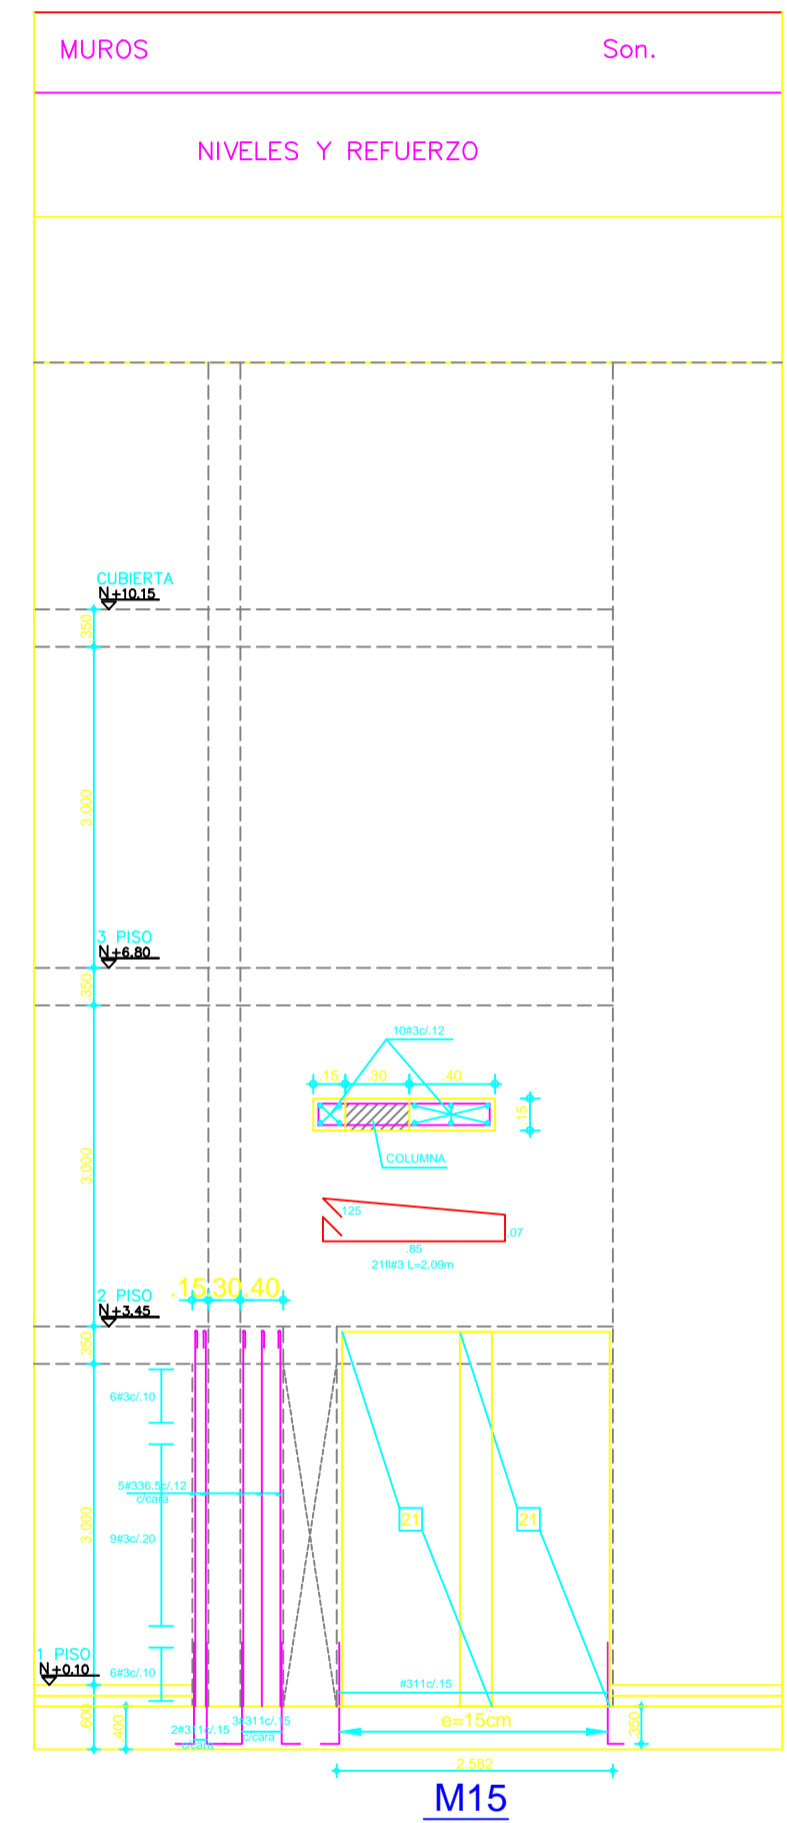 MUROS Son.
NIVELES Y REFUERZO
CUBIERTA
N+10.15
.350
3.000
3 PISO
N+6.80
.350
10#3c/.12
.15 .30 .40
.15
COLUMNA
3.000
.125
.07
.85
21fl#3 L=2.09m
2 PISO
N+3.45
.15 .30 .40
.350
6#3c/.10
5#336.5c/.12
c/cara
9#3c/.20
3.000
21 21
1 PISO
N+0.10
6#3c/.10
#311c/.15
.600
.400
2#311c/.15
c/cara
3#311c/.15
c/cara
e=15cm
.350
2.582
M15